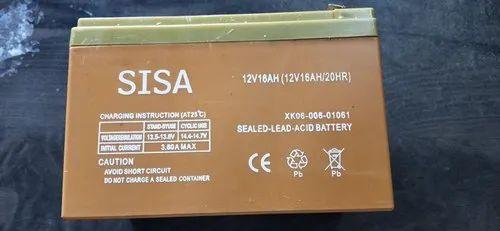 SISA
12V16AH (12V16AH/20HR)
CHARGING INSTRUCTION (AT25℃)
STAND-BYUSE CYCLIC USE
VOLTAGEREGULATION 13.5-13.8V 14.4-14.7V
INITIAL CURRENT 3.60A MAX
XK06-006-01061
SEALED-LEAD-ACID BATTERY
CAUTION
AVOID SHORT CIRCUIT
DO NOT CHARGE A SEALED CONTAINER
CE
Pb
Pb